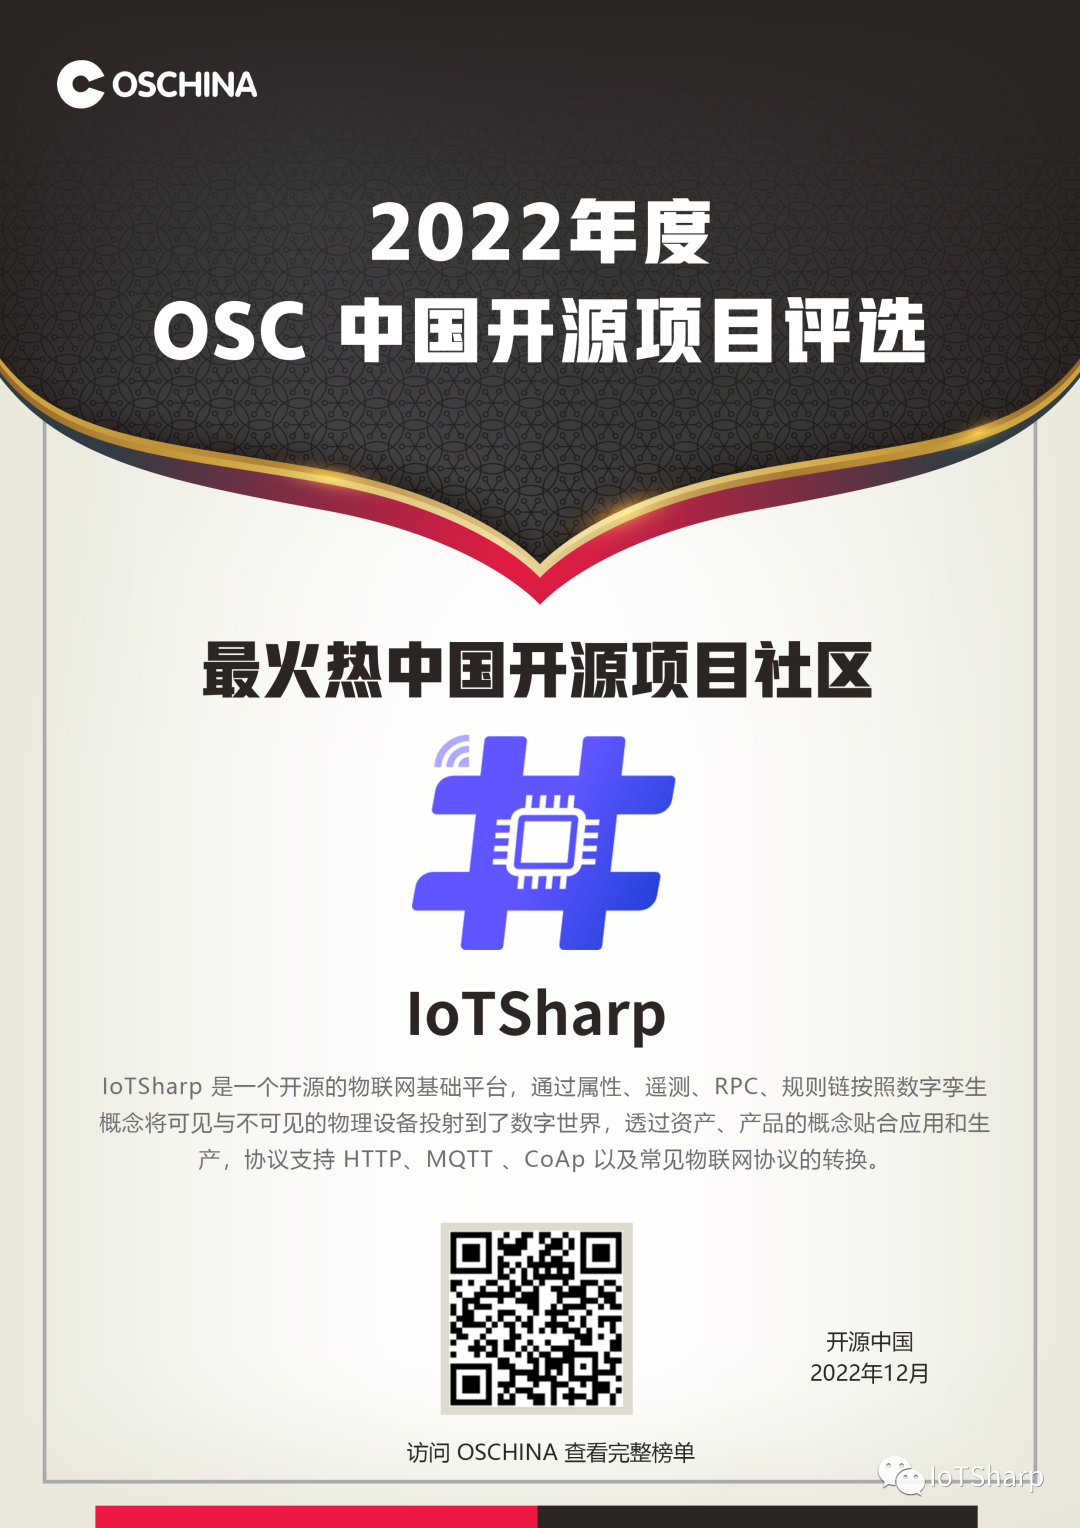 OSCHINA
2022年度
OSC 中国开源项目评选
最火热中国开源项目社区
IoTSharp
IoTSharp 是一个开源的物联网基础平台，通过属性、遥测、RPC、规则链按照数字孪生
概念将可见与不可见的物理设备投射到了数字世界，透过资产、产品的概念贴合应用和生
产，协议支持 HTTP、MQTT 、CoAp 以及常见物联网协议的转换。
开源中国
2022年12月
访问 OSCHINA 查看完整榜单
IoTSharp